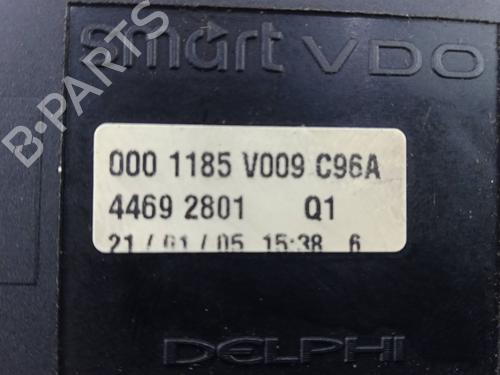 smart VDO
000 1185 V009 C96A
4469 2801 Q1
21/01/05 15:38 6
DELPHI
B-PARTS